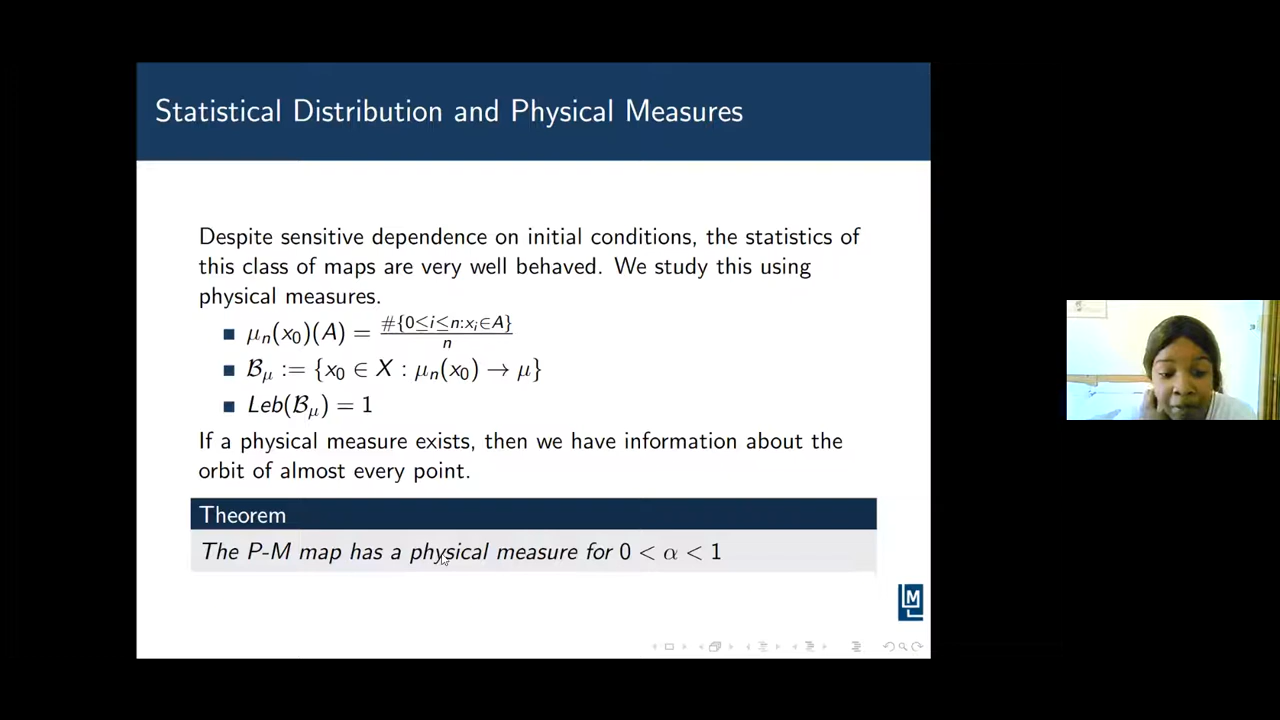 Statistical Distribution and Physical Measures
Despite sensitive dependence on initial conditions, the statistics of
this class of maps are very well behaved. We study this using
physical measures.
■ μₙ(x₀)(A) = #{0≤i≤n:xᵢ∈A} / n
■ ℬ_μ := {x₀ ∈ X : μₙ(x₀) → μ}
■ Leb(ℬ_μ) = 1
If a physical measure exists, then we have information about the
orbit of almost every point.
Theorem
The P-M map has a physical measure for 0 < α < 1
LM